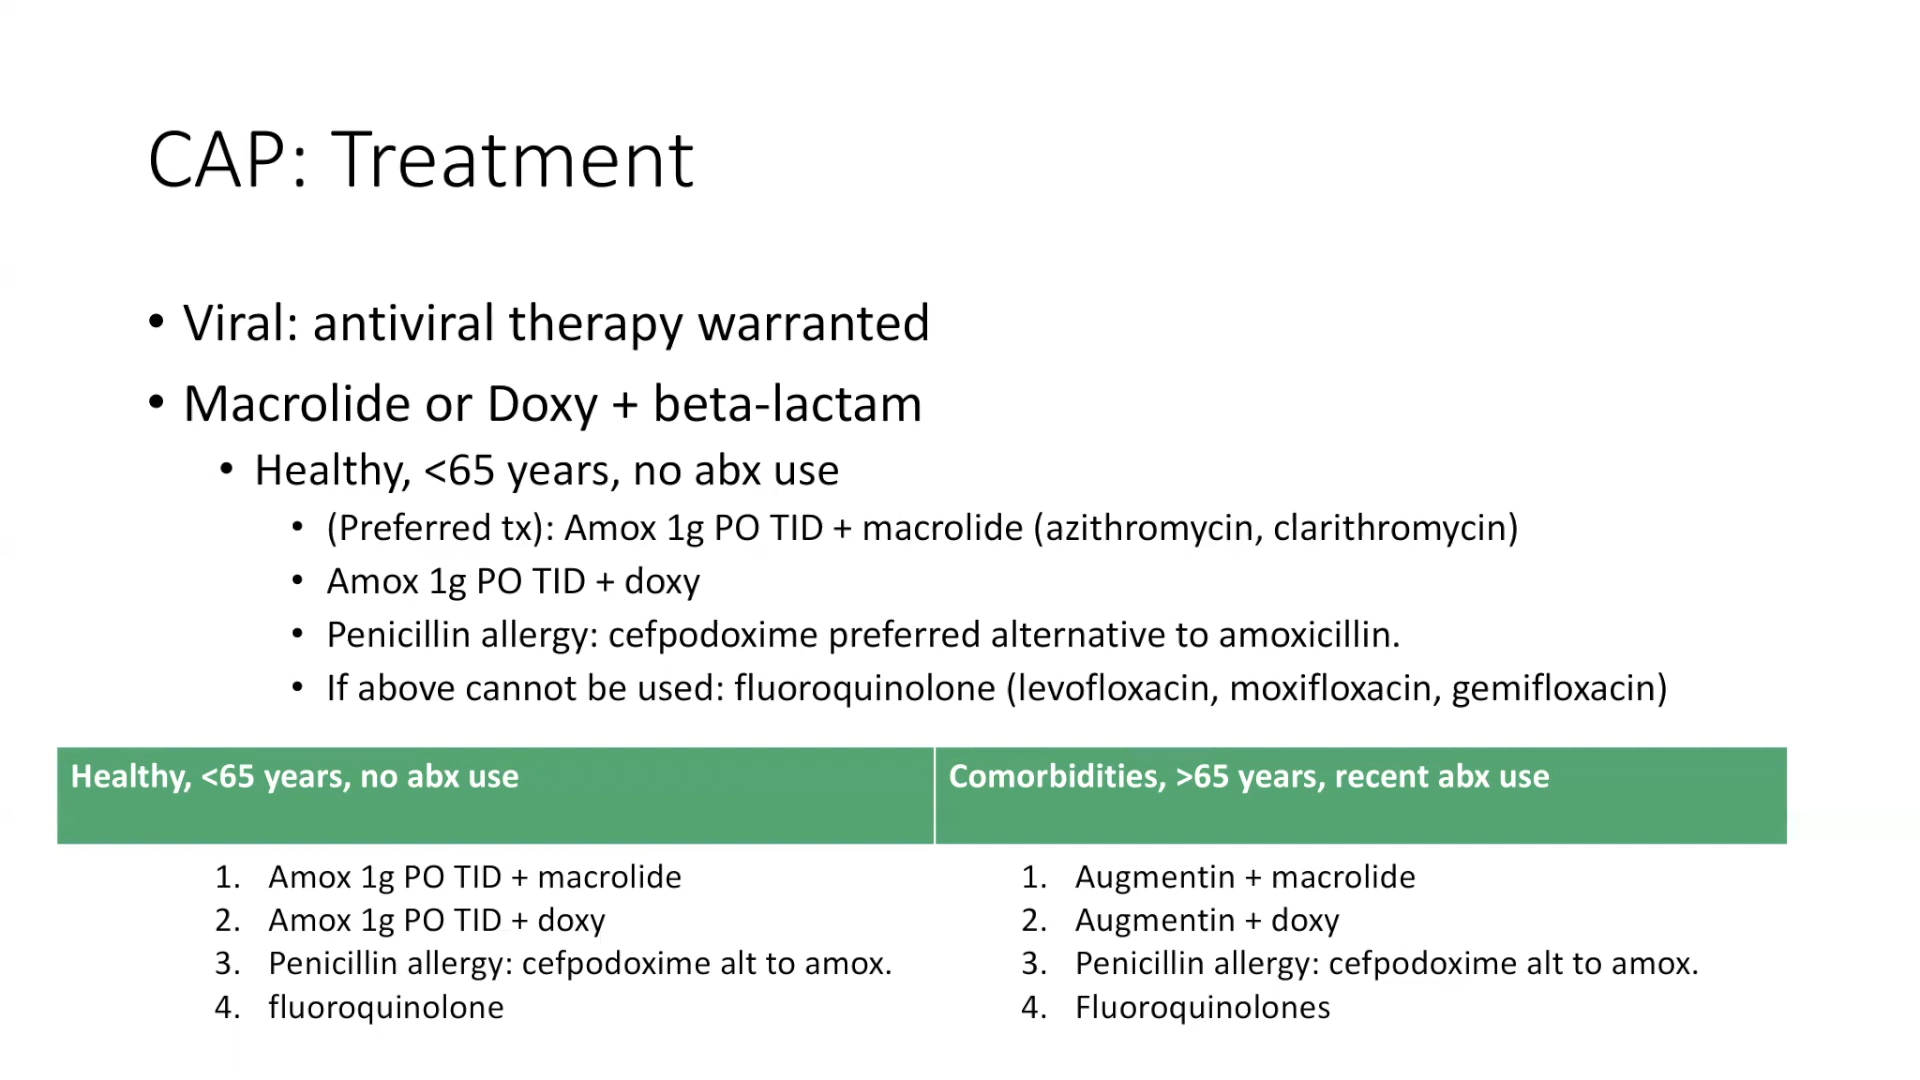 CAP: Treatment
• Viral: antiviral therapy warranted
• Macrolide or Doxy + beta-lactam
• Healthy, <65 years, no abx use
• (Preferred tx): Amox 1g PO TID + macrolide (azithromycin, clarithromycin)
• Amox 1g PO TID + doxy
• Penicillin allergy: cefpodoxime preferred alternative to amoxicillin.
• If above cannot be used: fluoroquinolone (levofloxacin, moxifloxacin, gemifloxacin)
Healthy, <65 years, no abx use
1. Amox 1g PO TID + macrolide
2. Amox 1g PO TID + doxy
3. Penicillin allergy: cefpodoxime alt to amox.
4. fluoroquinolone
Comorbidities, >65 years, recent abx use
1. Augmentin + macrolide
2. Augmentin + doxy
3. Penicillin allergy: cefpodoxime alt to amox.
4. Fluoroquinolones